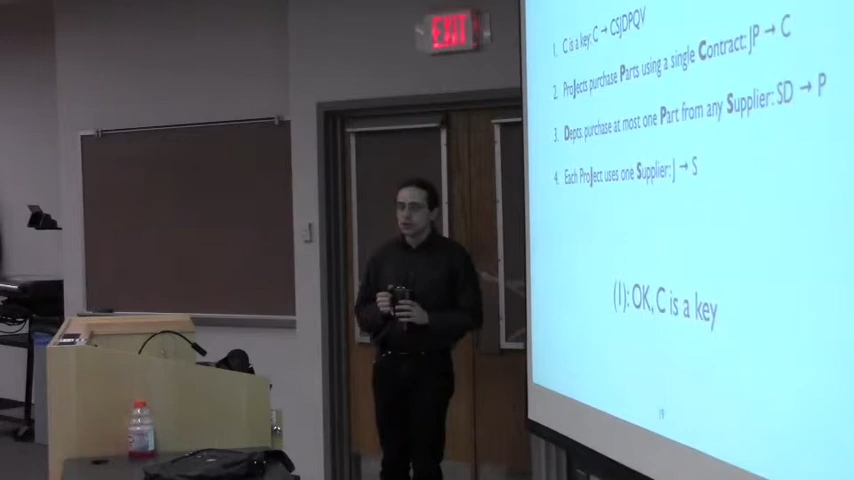 EXIT
1. C is a key: C → CSJDPQV
2. ProJects purchase Parts using a single Contract: JP → C
3. Depts purchase at most one Part from any Supplier: SD → P
4. Each ProJect uses one Supplier: J → S
(1): OK, C is a key
19